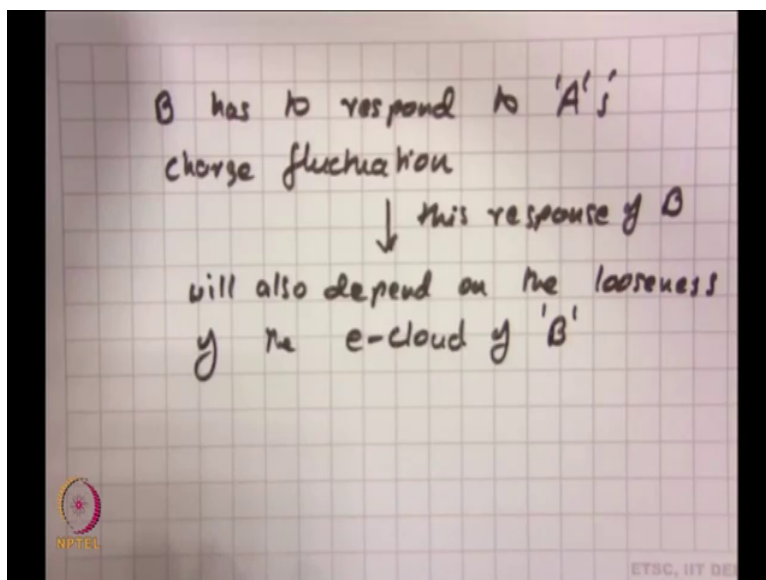 B has to respond to 'A's'
charge fluctuation
↓ this response of B
will also depend on the looseness
of the e-cloud of 'B'
NPTEL
ETSC, IIT DE